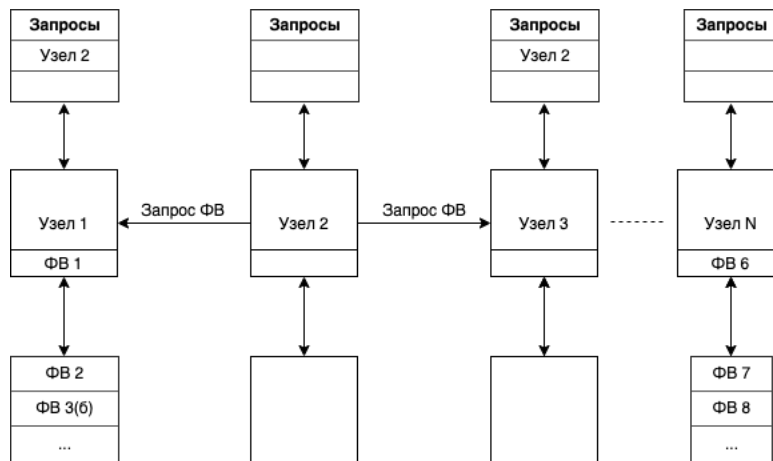 Запросы
Запросы
Запросы
Запросы
Узел 2
Узел 2
Запрос ФВ
Запрос ФВ
Узел 1
Узел 2
Узел 3
Узел N
ФВ 1
ФВ 6
ФВ 2
ФВ 7
ФВ 3(б)
ФВ 8
...
...